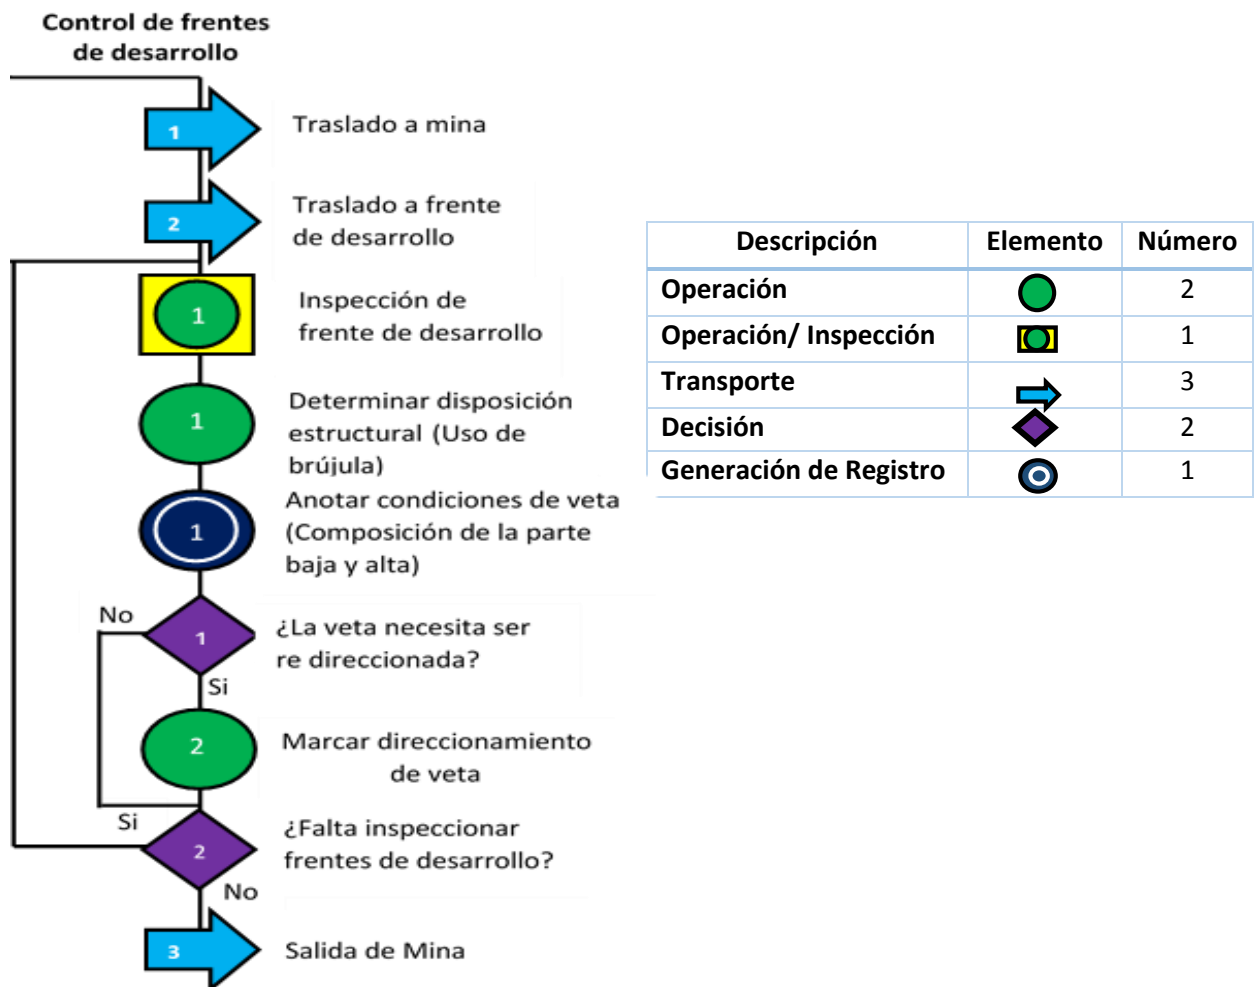 Control de frentes
de desarrollo
1
Traslado a mina
2
Traslado a frente
de desarrollo
1
Inspección de
frente de desarrollo
1
Determinar disposición
estructural (Uso de
brújula)
1
Anotar condiciones de veta
(Composición de la parte
baja y alta)
No
1
¿La veta necesita ser
re direccionada?
Si
2
Marcar direccionamiento
de veta
Si
2
¿Falta inspeccionar
frentes de desarrollo?
No
3
Salida de Mina
Descripción Elemento Número
Operación 2
Operación/ Inspección 1
Transporte 3
Decisión 2
Generación de Registro 1